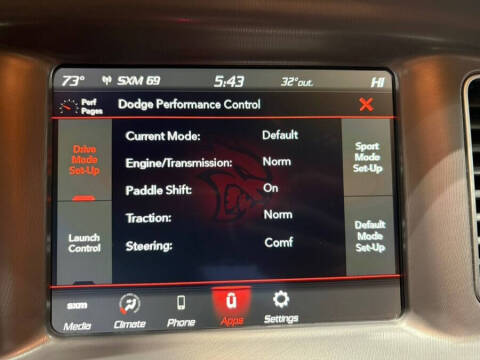 73° SXM 69 5:43 32°out. HI
Perf Pages Dodge Performance Control
Drive Mode Set-Up
Launch Control
Current Mode: Default
Engine/Transmission: Norm
Paddle Shift: On
Traction: Norm
Steering: Comf
Sport Mode Set-Up
Default Mode Set-Up
sxm Media
Climate
Phone
Apps
Settings